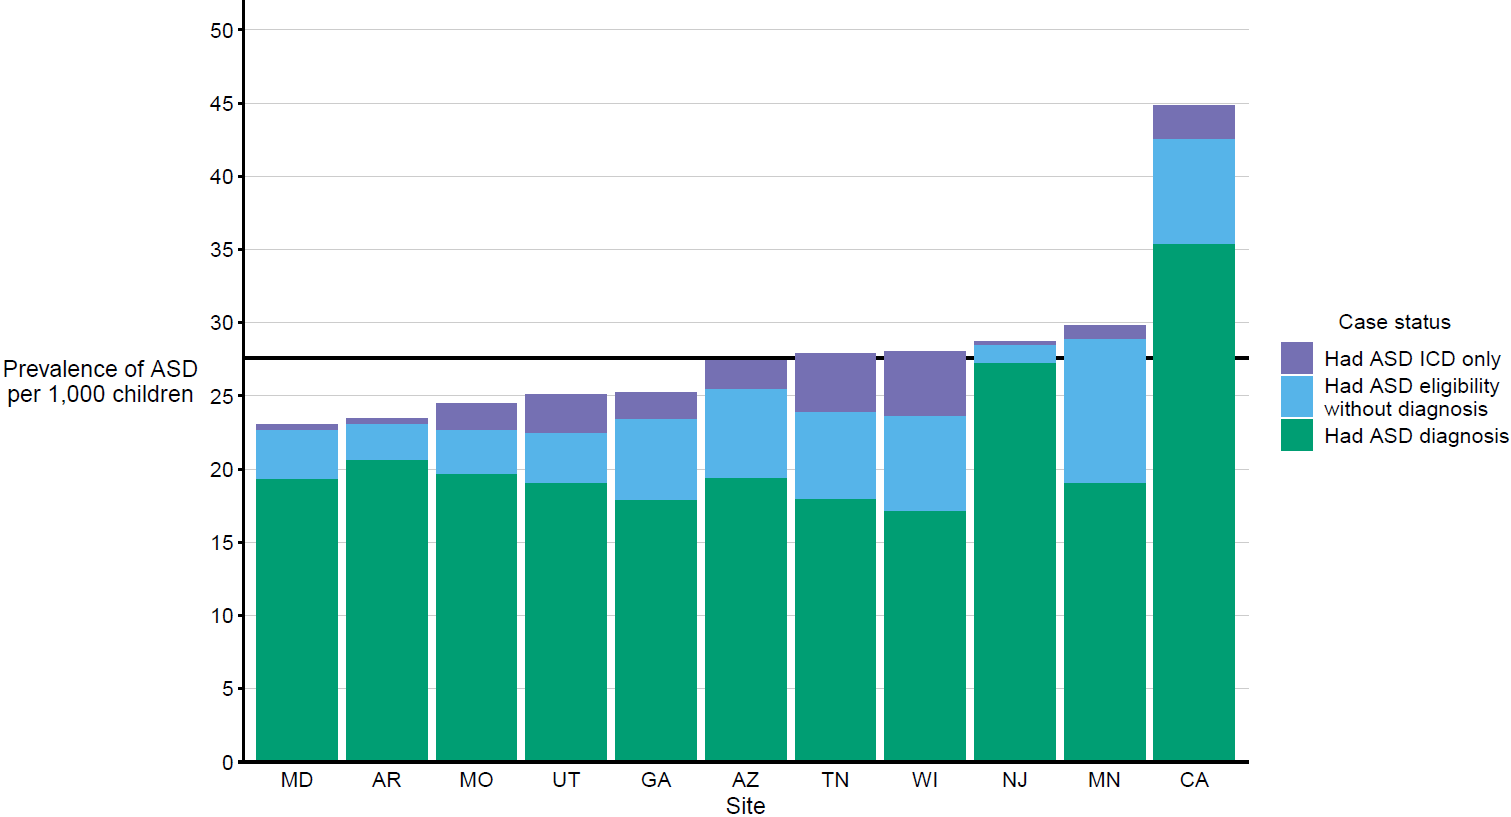 50
45
40
35
30
25
20
15
10
5
0
Prevalence of ASD
per 1,000 children
MD AR MO UT GA AZ TN WI NJ MN CA
Site
Case status
Had ASD ICD only
Had ASD eligibility
without diagnosis
Had ASD diagnosis